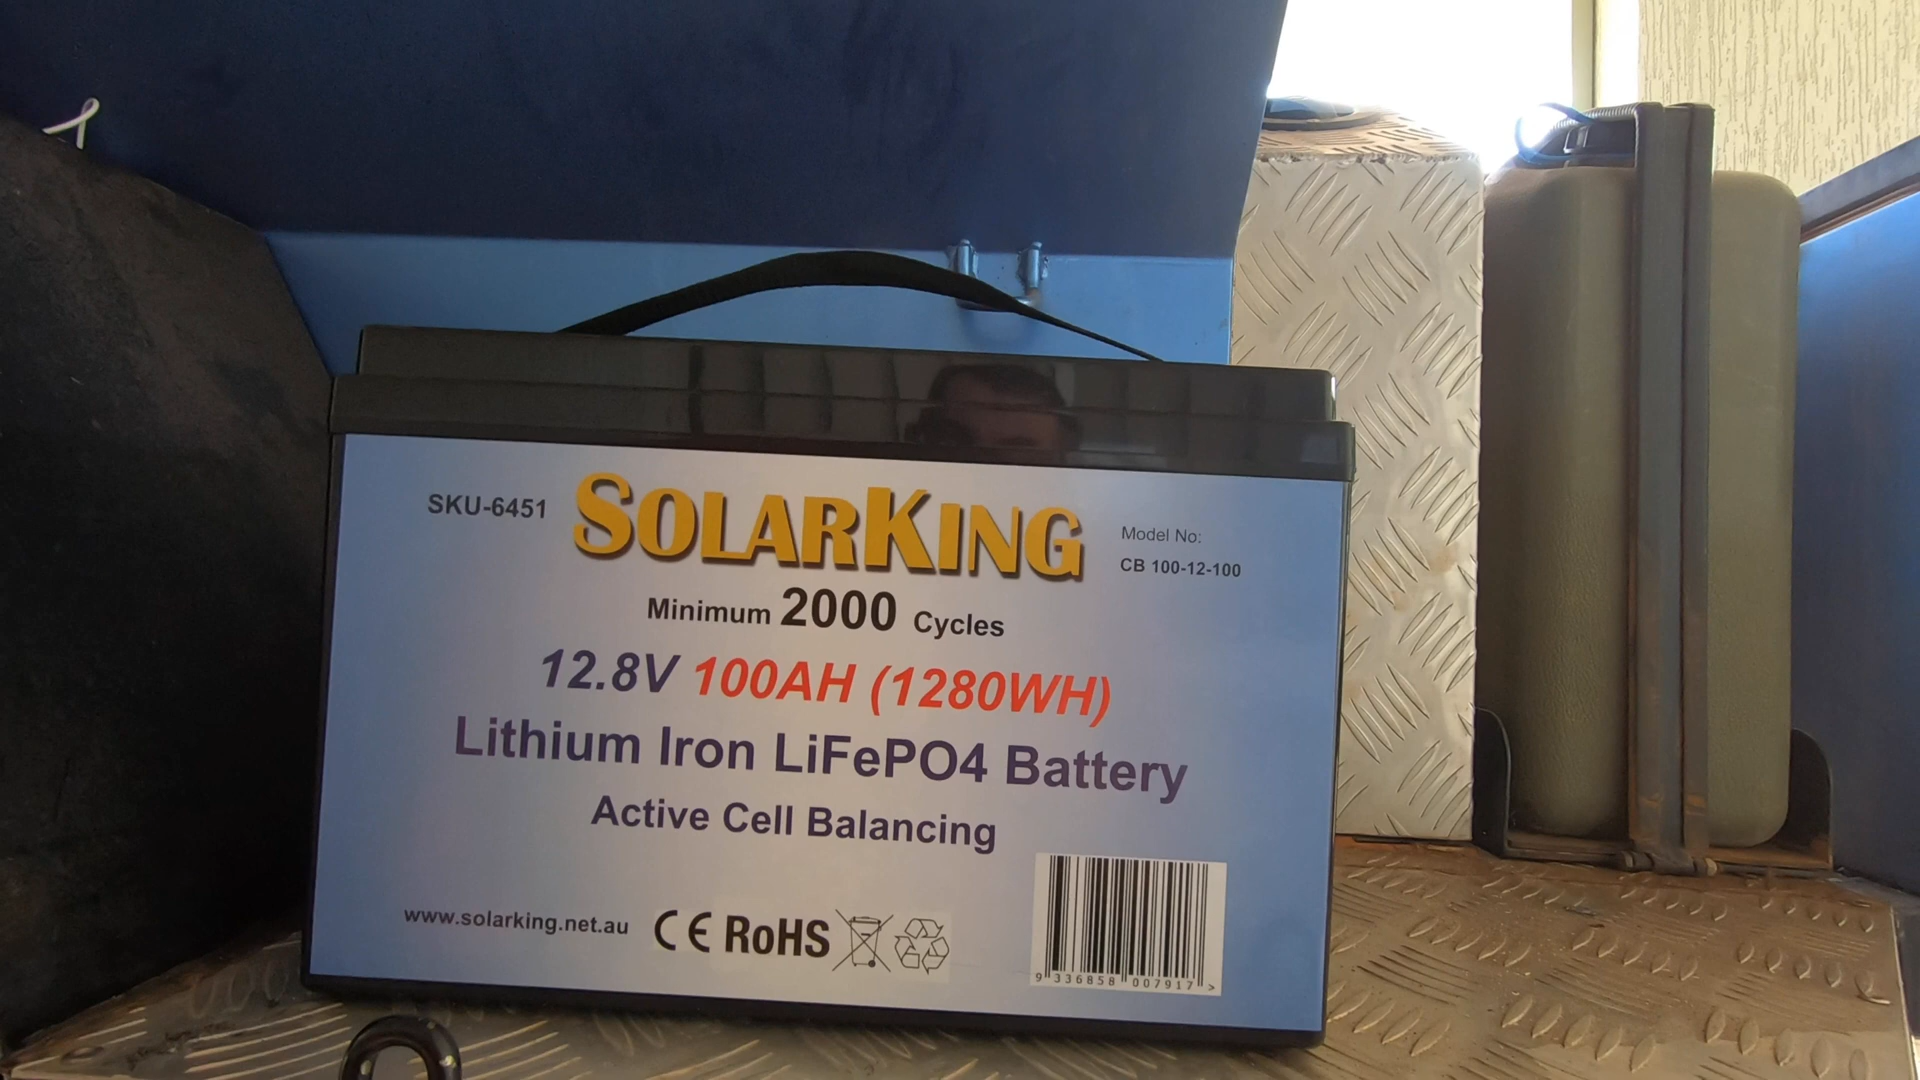 SKU-6451
SOLARKING
Model No:
CB 100-12-100
Minimum 2000 Cycles
12.8V 100AH (1280WH)
Lithium Iron LiFePO4 Battery
Active Cell Balancing
www.solarking.net.au
CE RoHS
9 336858 007917 >